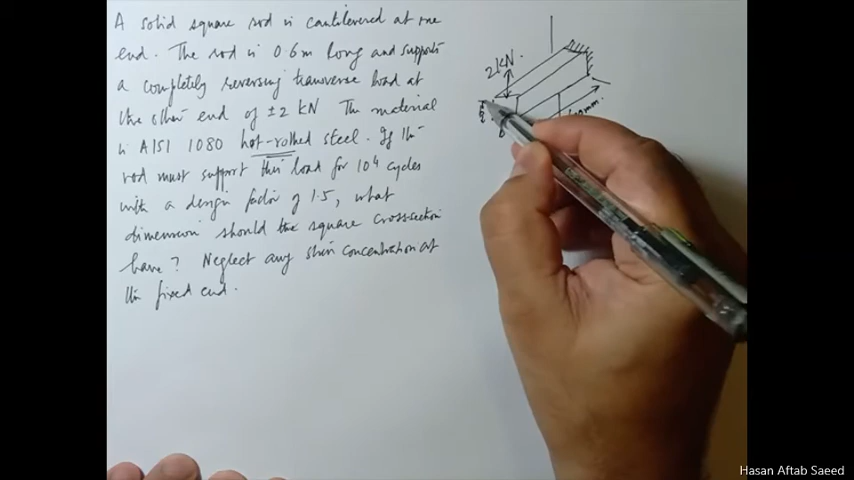 A solid square rod is cantilevered at one
end. The rod is 0.6m long and supports
a completely reversing transverse load at
the other end of ±2 KN The material
is AISI 1080 hot-rolled steel. If the
rod must support this load for 10⁴ cycles
with a design factor of 1.5, what
dimension should the square cross-section
have? Neglect any stress concentration at
the fixed end.
2KN.
mm.
b
Hasan Aftab Saeed